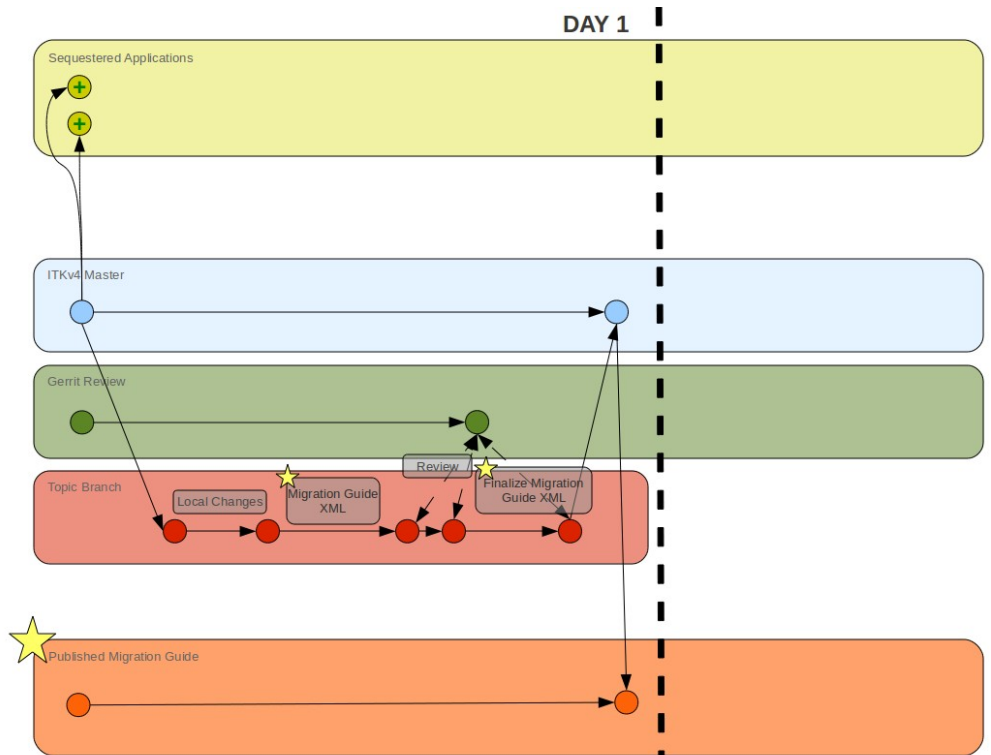 DAY 1
Sequestered Applications
+
+
ITKv4 Master
Gerrit Review
Review
Topic Branch
Local Changes
Migration Guide
XML
Finalize Migration
Guide XML
Published Migration Guide